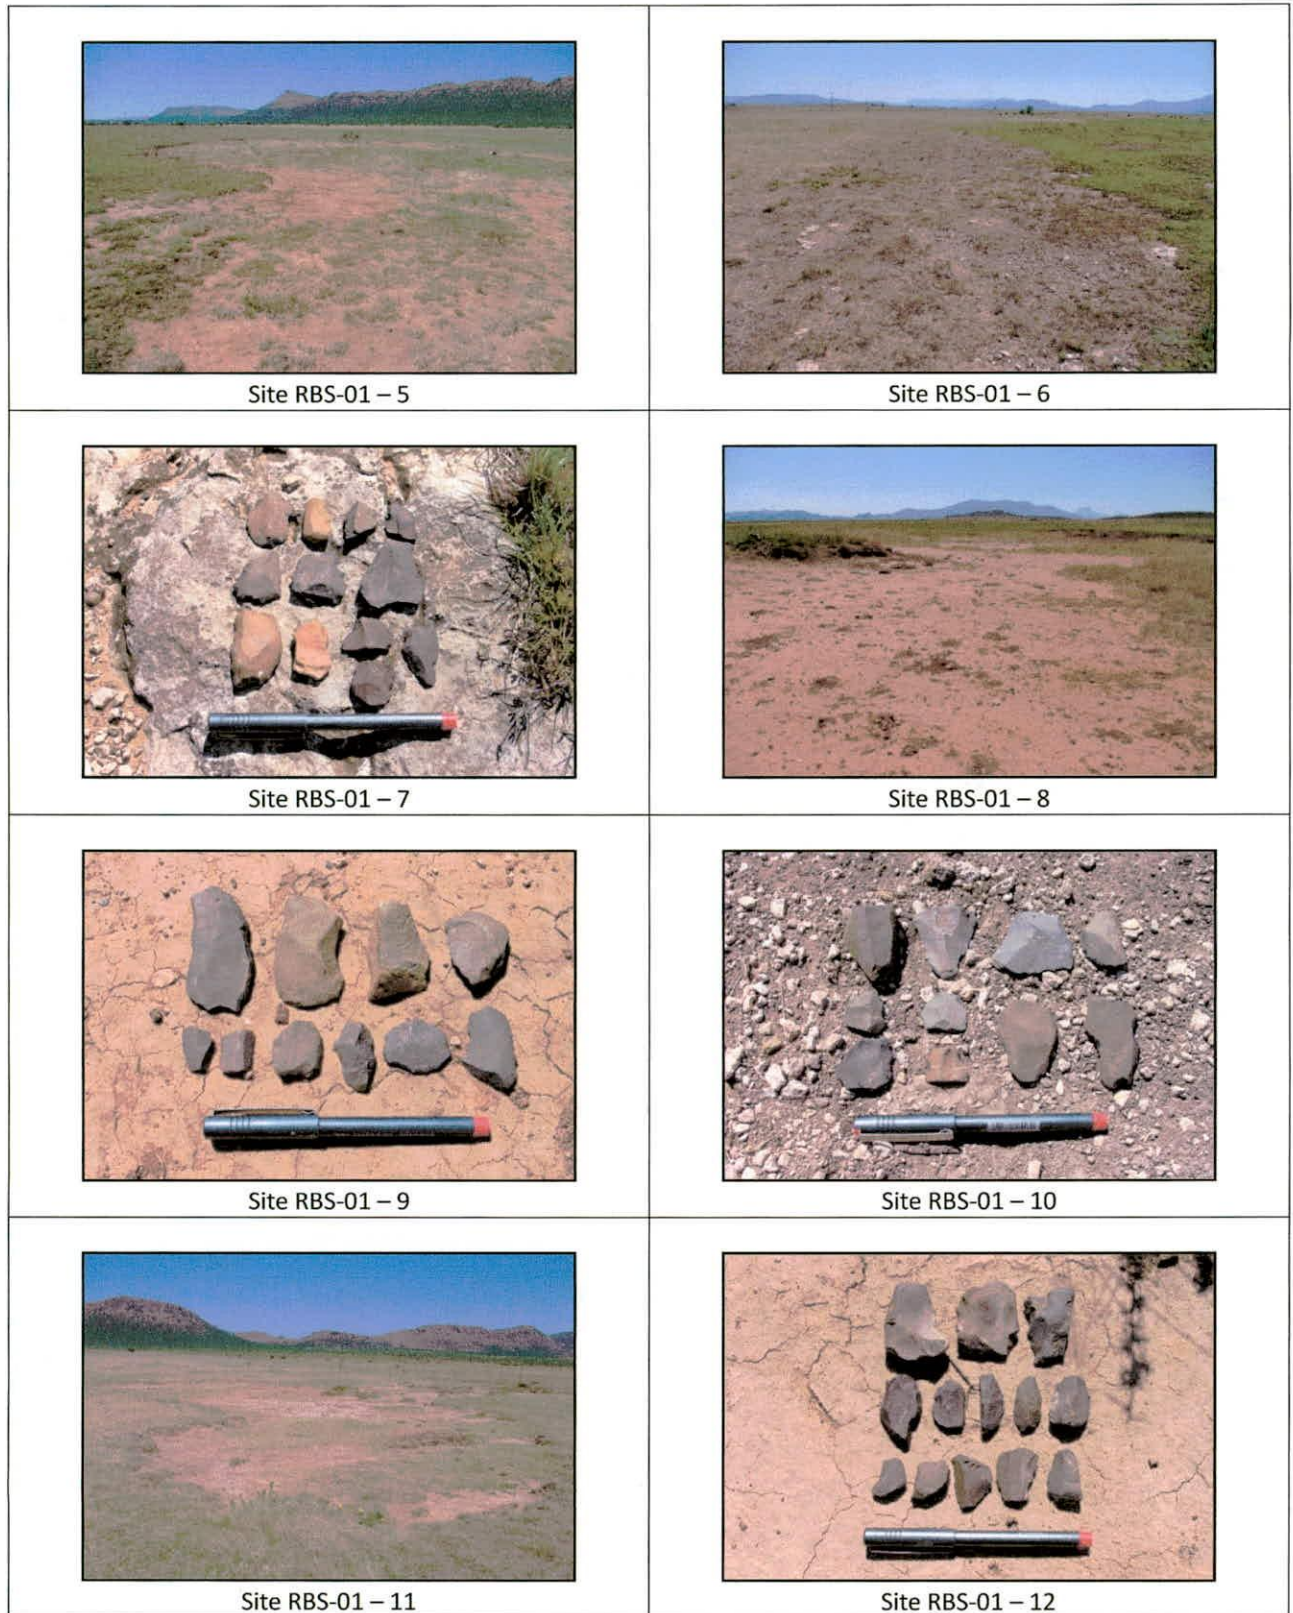 Site RBS-01 – 5
Site RBS-01 – 6
Site RBS-01 – 7
Site RBS-01 – 8
Site RBS-01 – 9
Site RBS-01 – 10
Site RBS-01 – 11
Site RBS-01 – 12